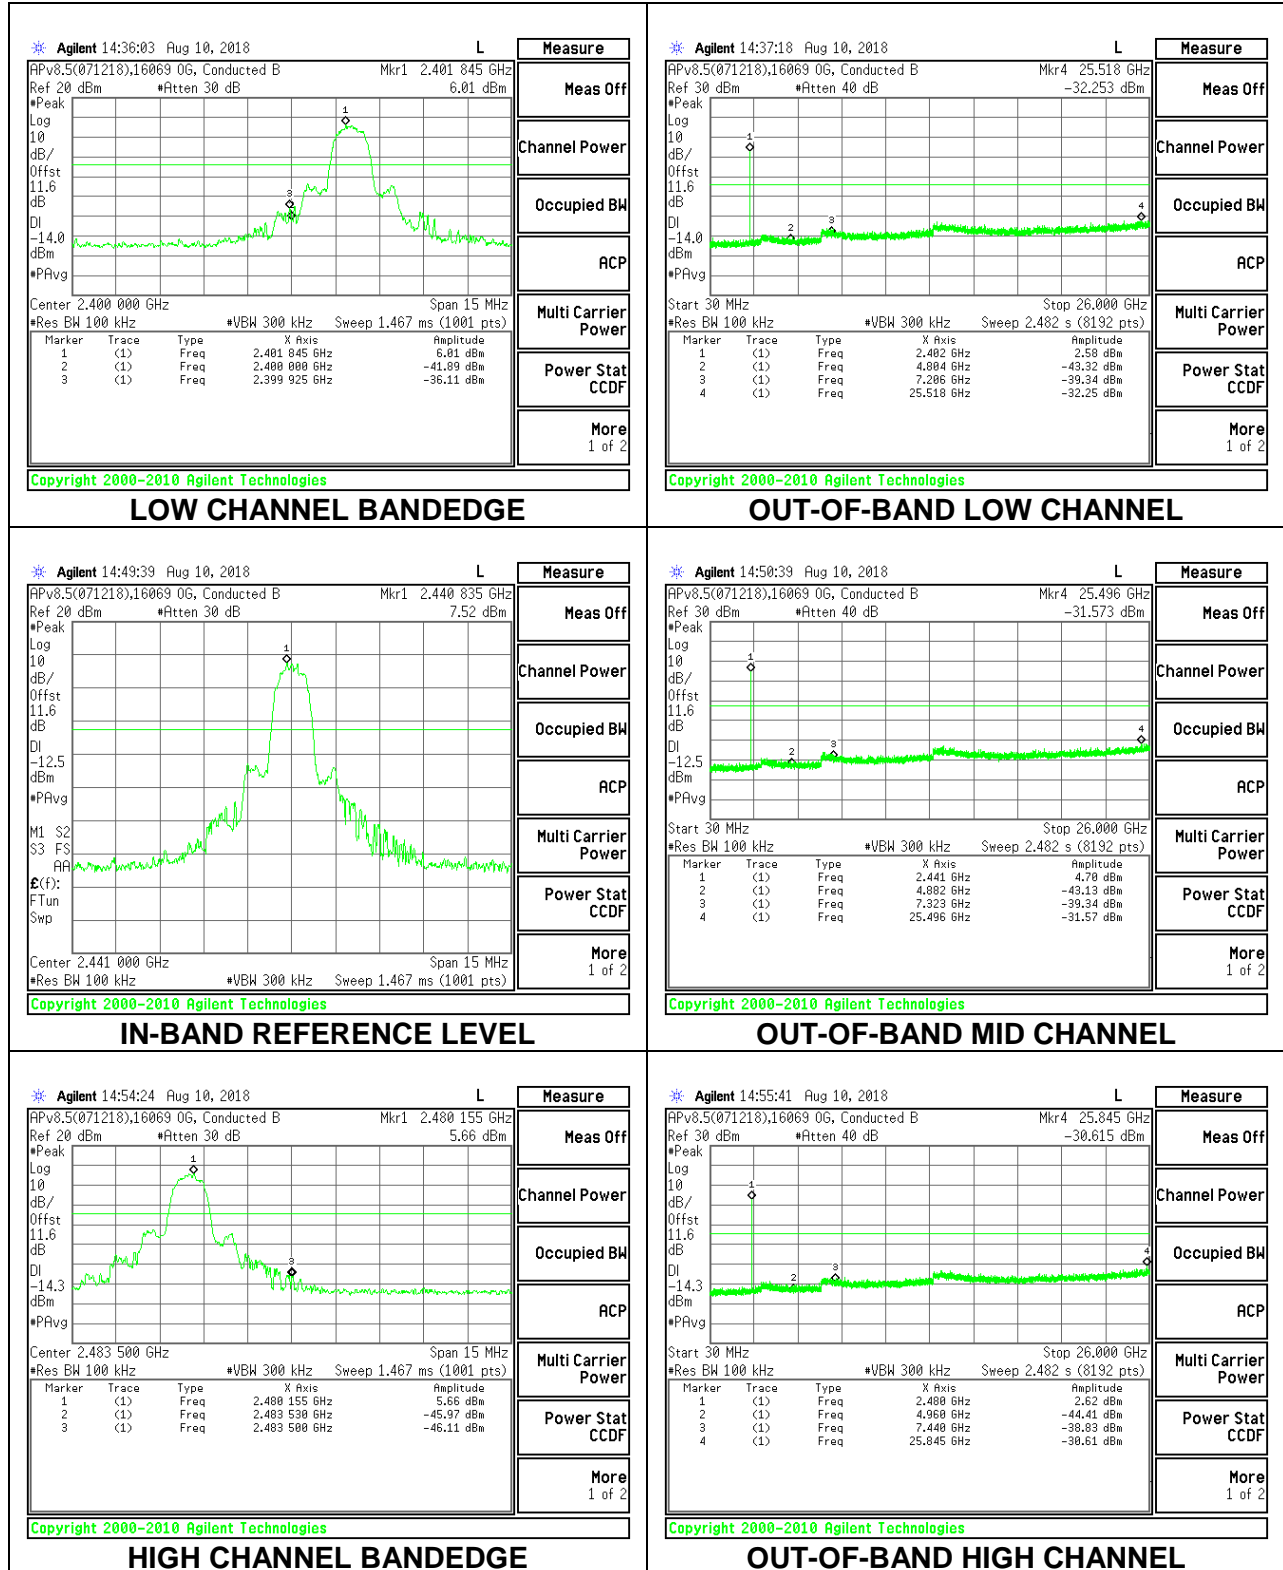 Agilent 14:36:03 Aug 10, 2018 L
APv8.5(071218),16069 OG, Conducted B Mkr1 2.401 845 GHz
Ref 20 dBm #Atten 30 dB 6.01 dBm
#Peak
Log
10
dB/
Offst
11.6
dB
DI
-14.0
dBm
#PAvg
1
3
Center 2.400 000 GHz Span 15 MHz
#Res BW 100 kHz #VBW 300 kHz Sweep 1.467 ms (1001 pts)
Marker Trace Type X Axis Amplitude
1 (1) Freq 2.401 845 GHz 6.01 dBm
2 (1) Freq 2.400 000 GHz -41.89 dBm
3 (1) Freq 2.399 925 GHz -36.11 dBm
Measure
Meas Off
Channel Power
Occupied BW
ACP
Multi Carrier
Power
Power Stat
CCDF
More
1 of 2
Copyright 2000-2010 Agilent Technologies
LOW CHANNEL BANDEDGE
Agilent 14:37:18 Aug 10, 2018 L
APv8.5(071218),16069 OG, Conducted B Mkr4 25.518 GHz
Ref 30 dBm #Atten 40 dB -32.253 dBm
#Peak
Log
10
dB/
Offst
11.6
dB
DI
-14.0
dBm
#PAvg
1
2
3
4
Start 30 MHz Stop 26.000 GHz
#Res BW 100 kHz #VBW 300 kHz Sweep 2.482 s (8192 pts)
Marker Trace Type X Axis Amplitude
1 (1) Freq 2.402 GHz 2.58 dBm
2 (1) Freq 4.804 GHz -43.32 dBm
3 (1) Freq 7.206 GHz -39.34 dBm
4 (1) Freq 25.518 GHz -32.25 dBm
Measure
Meas Off
Channel Power
Occupied BW
ACP
Multi Carrier
Power
Power Stat
CCDF
More
1 of 2
Copyright 2000-2010 Agilent Technologies
OUT-OF-BAND LOW CHANNEL
Agilent 14:49:39 Aug 10, 2018 L
APv8.5(071218),16069 OG, Conducted B Mkr1 2.440 835 GHz
Ref 20 dBm #Atten 30 dB 7.52 dBm
#Peak
Log
10
dB/
Offst
11.6
dB
DI
-12.5
dBm
#PAvg
M1 S2
S3 FS
AA
£(f):
FTun
Swp
1
Center 2.441 000 GHz Span 15 MHz
#Res BW 100 kHz #VBW 300 kHz Sweep 1.467 ms (1001 pts)
Measure
Meas Off
Channel Power
Occupied BW
ACP
Multi Carrier
Power
Power Stat
CCDF
More
1 of 2
Copyright 2000-2010 Agilent Technologies
IN-BAND REFERENCE LEVEL
Agilent 14:50:39 Aug 10, 2018 L
APv8.5(071218),16069 OG, Conducted B Mkr4 25.496 GHz
Ref 30 dBm #Atten 40 dB -31.573 dBm
#Peak
Log
10
dB/
Offst
11.6
dB
DI
-12.5
dBm
#PAvg
1
2
3
4
Start 30 MHz Stop 26.000 GHz
#Res BW 100 kHz #VBW 300 kHz Sweep 2.482 s (8192 pts)
Marker Trace Type X Axis Amplitude
1 (1) Freq 2.441 GHz 4.70 dBm
2 (1) Freq 4.882 GHz -43.13 dBm
3 (1) Freq 7.323 GHz -39.34 dBm
4 (1) Freq 25.496 GHz -31.57 dBm
Measure
Meas Off
Channel Power
Occupied BW
ACP
Multi Carrier
Power
Power Stat
CCDF
More
1 of 2
Copyright 2000-2010 Agilent Technologies
OUT-OF-BAND MID CHANNEL
Agilent 14:54:24 Aug 10, 2018 L
APv8.5(071218),16069 OG, Conducted B Mkr1 2.480 155 GHz
Ref 20 dBm #Atten 30 dB 5.66 dBm
#Peak
Log
10
dB/
Offst
11.6
dB
DI
-14.3
dBm
#PAvg
1
3
Center 2.483 500 GHz Span 15 MHz
#Res BW 100 kHz #VBW 300 kHz Sweep 1.467 ms (1001 pts)
Marker Trace Type X Axis Amplitude
1 (1) Freq 2.480 155 GHz 5.66 dBm
2 (1) Freq 2.483 530 GHz -45.97 dBm
3 (1) Freq 2.483 500 GHz -46.11 dBm
Measure
Meas Off
Channel Power
Occupied BW
ACP
Multi Carrier
Power
Power Stat
CCDF
More
1 of 2
Copyright 2000-2010 Agilent Technologies
HIGH CHANNEL BANDEDGE
Agilent 14:55:41 Aug 10, 2018 L
APv8.5(071218),16069 OG, Conducted B Mkr4 25.845 GHz
Ref 30 dBm #Atten 40 dB -30.615 dBm
#Peak
Log
10
dB/
Offst
11.6
dB
DI
-14.3
dBm
#PAvg
1
2
3
4
Start 30 MHz Stop 26.000 GHz
#Res BW 100 kHz #VBW 300 kHz Sweep 2.482 s (8192 pts)
Marker Trace Type X Axis Amplitude
1 (1) Freq 2.480 GHz 2.62 dBm
2 (1) Freq 4.960 GHz -44.41 dBm
3 (1) Freq 7.440 GHz -38.83 dBm
4 (1) Freq 25.845 GHz -30.61 dBm
Measure
Meas Off
Channel Power
Occupied BW
ACP
Multi Carrier
Power
Power Stat
CCDF
More
1 of 2
Copyright 2000-2010 Agilent Technologies
OUT-OF-BAND HIGH CHANNEL